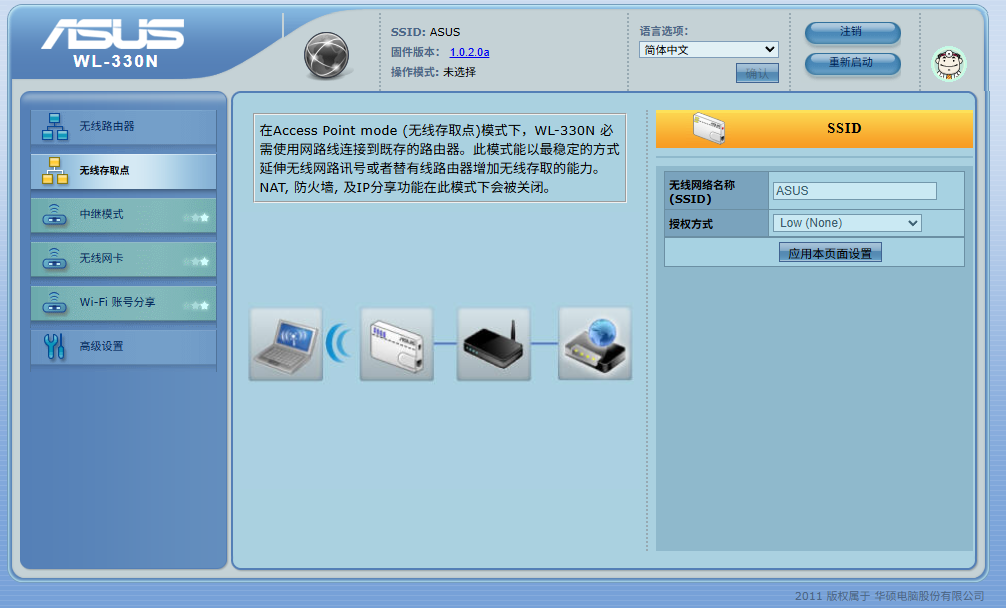 ASUS
WL-330N
SSID: ASUS
固件版本: 1.0.2.0a
操作模式: 未选择
语言选项:
简体中文
确认
注销
重新启动
无线路由器
无线存取点
中继模式
无线网卡
Wi-Fi 账号分享
高级设置
在Access Point mode (无线存取点)模式下，WL-330N 必
需使用网路线连接到既存的路由器。此模式能以最稳定的方式
延伸无线网路讯号或者替有线路由器增加无线存取的能力。
NAT, 防火墙, 及IP分享功能在此模式下会被关闭。
SSID
无线网络名称
(SSID)
ASUS
授权方式
Low (None)
应用本页面设置
2011 版权属于 华硕电脑股份有限公司